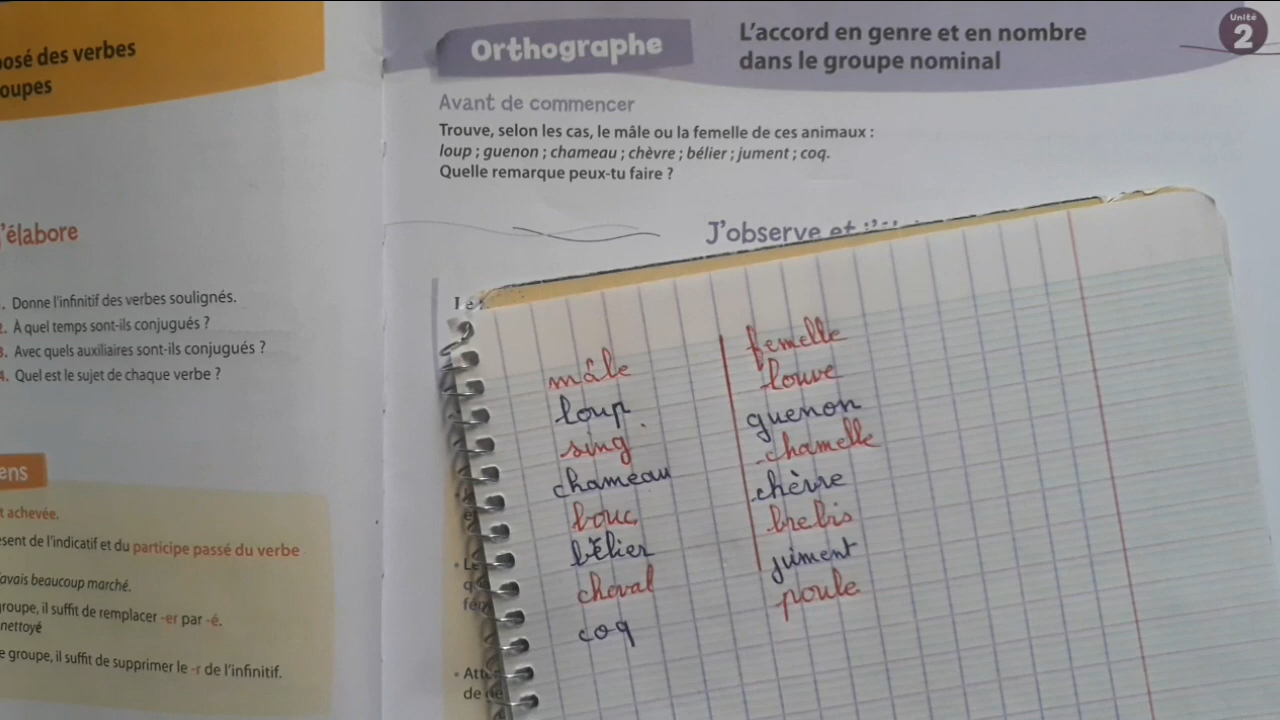 osé des verbes
oupes
'élabore
. Donne l'infinitif des verbes soulignés.
2. À quel temps sont-ils conjugués ?
3. Avec quels auxiliaires sont-ils conjugués ?
4. Quel est le sujet de chaque verbe ?
ens
t achevée.
ésent de l'indicatif et du participe passé du verbe
avais beaucoup marché.
groupe, il suffit de remplacer -er par -é.
nettoyé
e groupe, il suffit de supprimer le -r de l'infinitif.
Orthographe
L'accord en genre et en nombre
dans le groupe nominal
Unité
2
Avant de commencer
Trouve, selon les cas, le mâle ou la femelle de ces animaux :
loup ; guenon ; chameau ; chèvre ; bélier ; jument ; coq.
Quelle remarque peux-tu faire ?
J'observe et
mâle femelle
loup louve
sing guenon
chameau chamelle
bouc chèvre
bélier brebis
cheval jument
coq poule
• Le
fém
• Atte
de